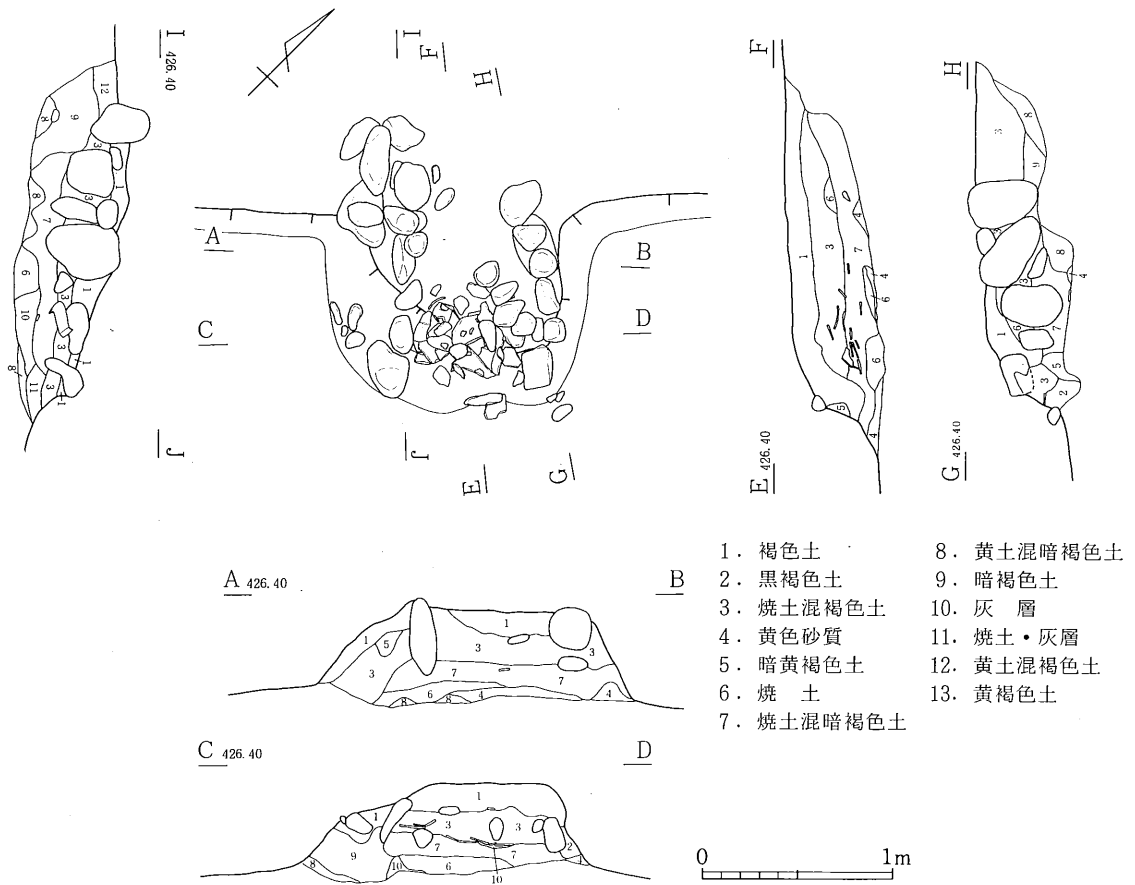 I 426.40
J
I
F
H
A
B
C
D
J
E
G
F
E 426.40
H
G 426.40
A 426.40
B
C 426.40
D
1．褐色土
2．黒褐色土
3．焼土混褐色土
4．黄色砂質
5．暗黄褐色土
6．焼　土
7．焼土混暗褐色土
8．黄土混暗褐色土
9．暗褐色土
10．灰　層
11．焼土・灰層
12．黄土混褐色土
13．黄褐色土
0 1m